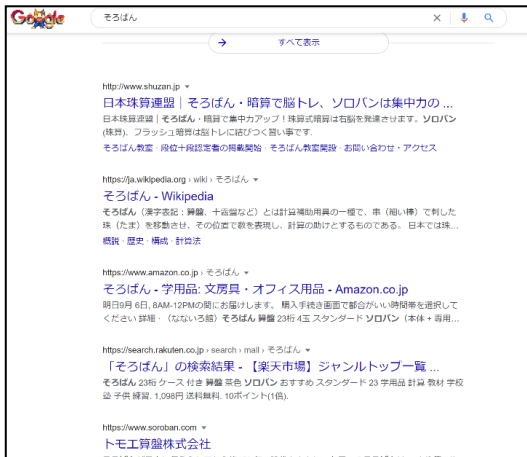 Google
そろばん
すべて表示
http://www.shuzan.jp
日本珠算連盟｜そろばん・暗算で脳トレ、ソロバンは集中力の ...
日本珠算連盟｜そろばん・暗算で集中力アップ！珠算式暗算は右脳を発達させます。ソロバン
(珠算)、フラッシュ暗算は脳トレに結びつく習い事です.
そろばん教室 · 段位十段認定者の掲載開始 · そろばん教室開設 · お問い合わせ・アクセス
https://ja.wikipedia.org › wiki › そろばん
そろばん - Wikipedia
そろばん（漢字表記：算盤、十露盤など）とは計算補助用具の一種で、串（細い棒）で刺した
珠（たま）を移動させ、その位置で数を表現し、計算の助けとするものである。 日本では珠...
概説 · 歴史 · 構成 · 計算法
https://www.amazon.co.jp › そろばん
そろばん - 学用品: 文房具・オフィス用品 - Amazon.co.jp
明日9月 6日, 8AM-12PMの間にお届けします。 購入手続き画面で都合がいい時間帯を選択して
ください 詳細 · （なないろ館）そろばん 算盤 23桁 4玉 スタンダード ソロバン（本体 + 専用...
https://search.rakuten.co.jp › search › mall › そろばん
「そろばん」の検索結果 - 【楽天市場】ジャンルトップ一覧 ...
そろばん 23桁 ケース 付き 算盤 茶色 ソロバン おすすめ スタンダード 23 学用品 計算 教材 学校
塾 子供 練習. 1,098円 送料無料. 10ポイント(1倍).
https://www.soroban.com
トモエ算盤株式会社